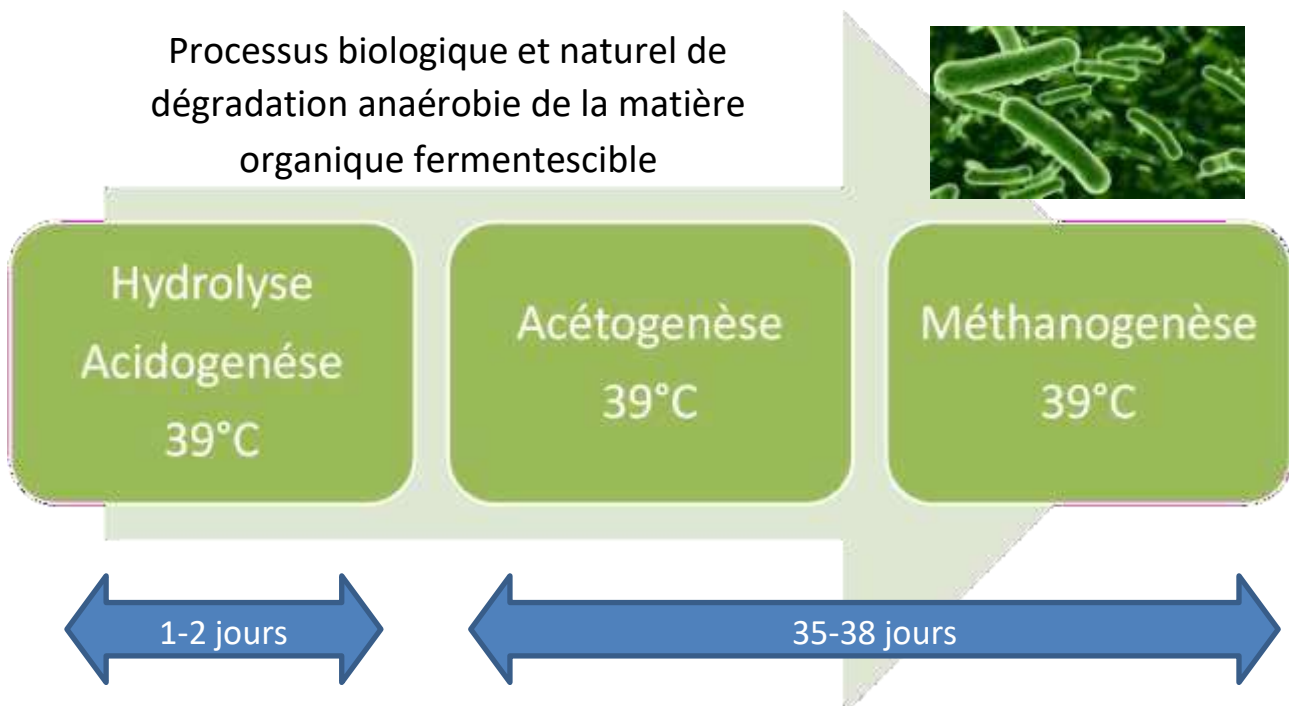 Processus biologique et naturel de
dégradation anaérobie de la matière
organique fermentescible
Hydrolyse
Acidogenése
39°C
Acétogenèse
39°C
Méthanogenèse
39°C
1-2 jours
35-38 jours